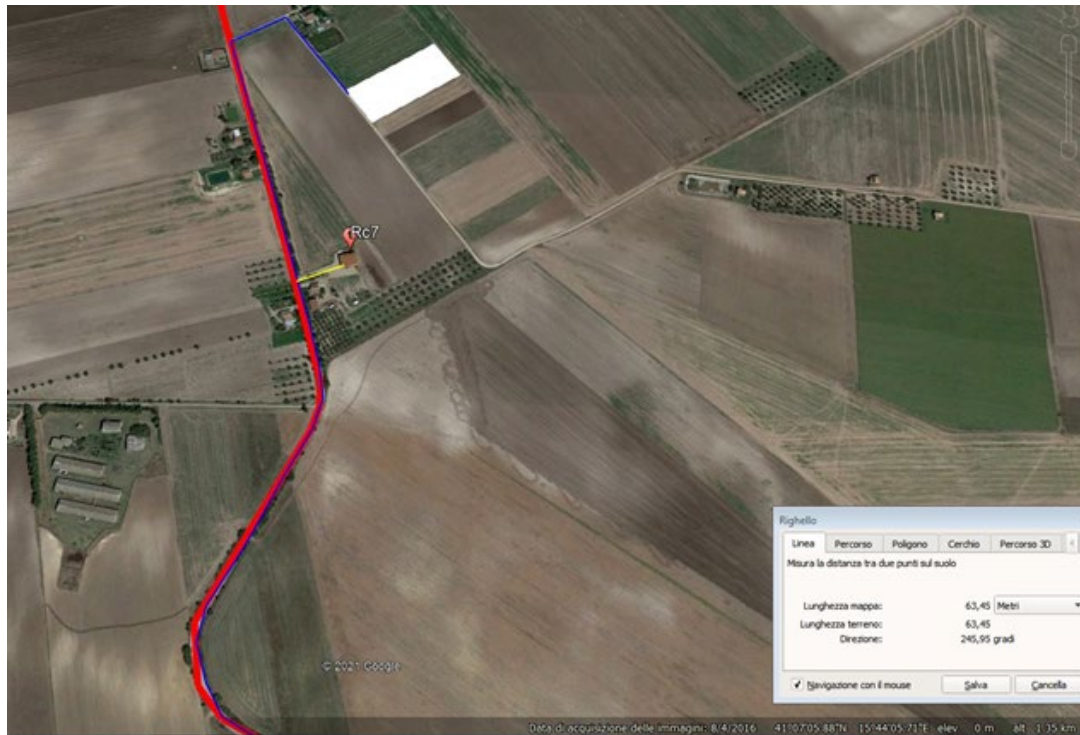 Rc7
Righello
Linea Percorso Poligono Cerchio Percorso 3D
Misura la distanza tra due punti sul suolo
Lunghezza mappa: 63,45 Metri
Lunghezza terreno: 63,45
Direzione: 245,95 gradi
Navigazione con il mouse Salva Cancella
© 2021 Google
Data di acquisizione delle immagini: 8/4/2016 41°07'05.88"N 15°44'05.71"E elev 0 m alt 1.35 km